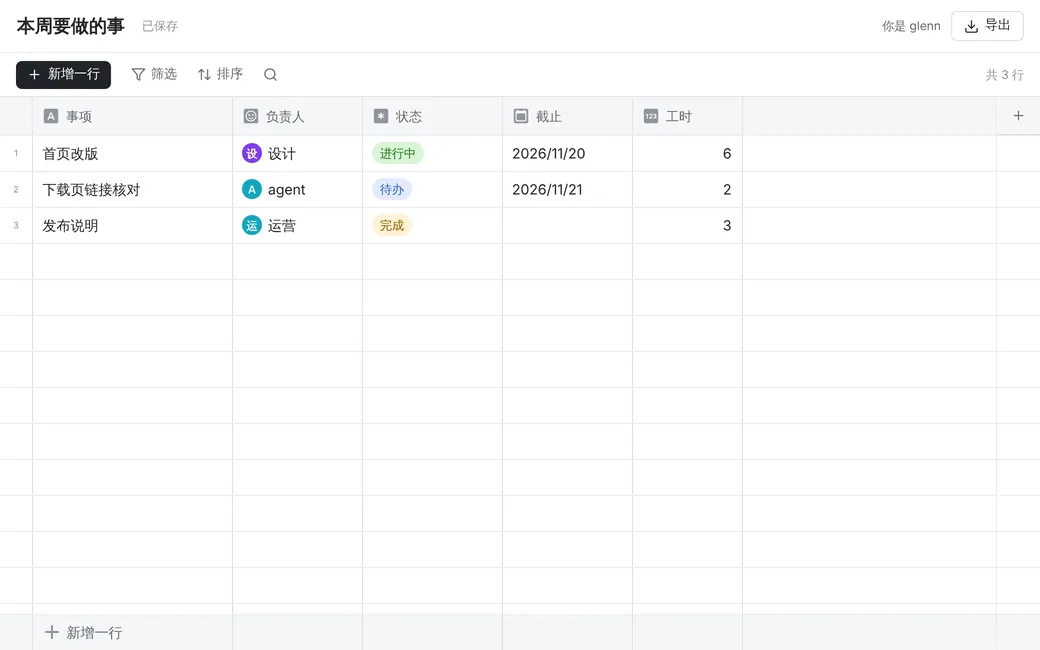 本周要做的事 已保存 你是 glenn 导出
新增一行 筛选 排序 共 3 行
A 事项 负责人 状态 截止 123 工时
1 首页改版 设 设计 进行中 2026/11/20 6
2 下载页链接核对 A agent 待办 2026/11/21 2
3 发布说明 运 运营 完成 3
新增一行